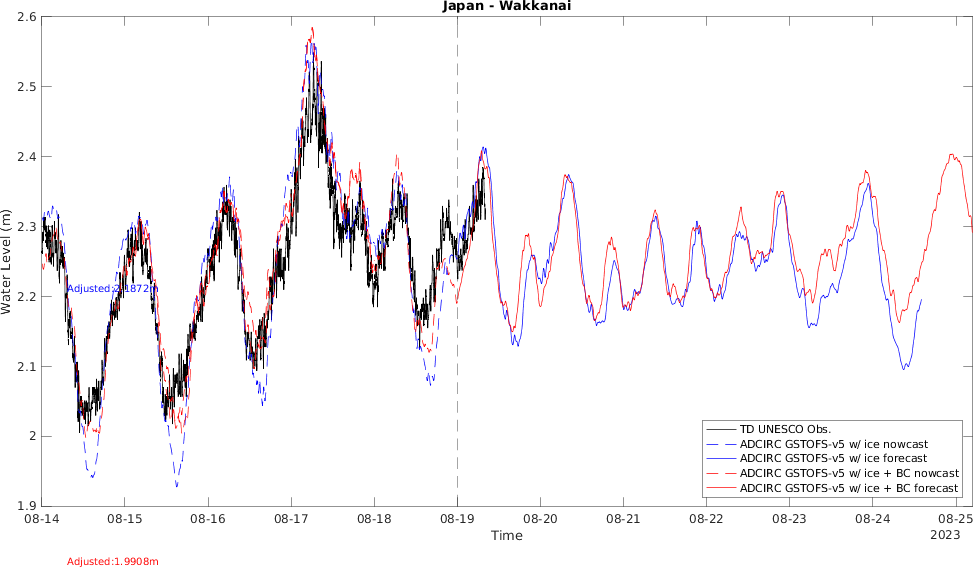 Japan - Wakkanai
2.6
2.5
2.4
2.3
2.2
2.1
2
1.9
Water Level (m)
Adjusted:2.1872m
08-14
08-15
08-16
08-17
08-18
08-19
08-20
08-21
08-22
08-23
08-24
08-25
2023
Time
TD UNESCO Obs.
ADCIRC GSTOFS-v5 w/ ice nowcast
ADCIRC GSTOFS-v5 w/ ice forecast
ADCIRC GSTOFS-v5 w/ ice + BC nowcast
ADCIRC GSTOFS-v5 w/ ice + BC forecast
Adjusted:1.9908m